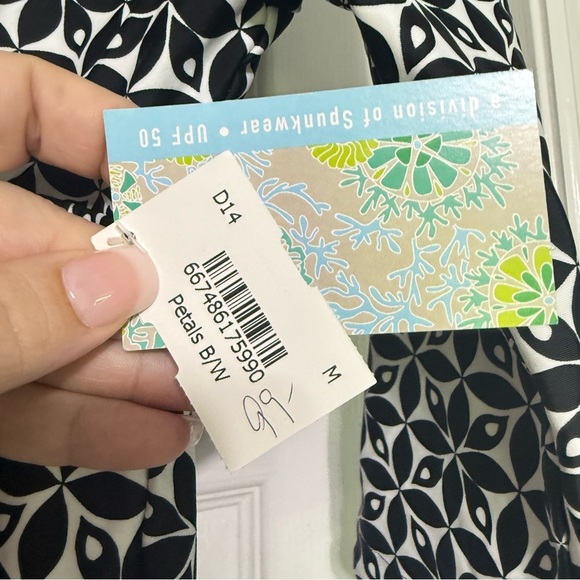 a division of Spunkwear • UPF 50
D14
667486175990
Petals B/W
M
99.-